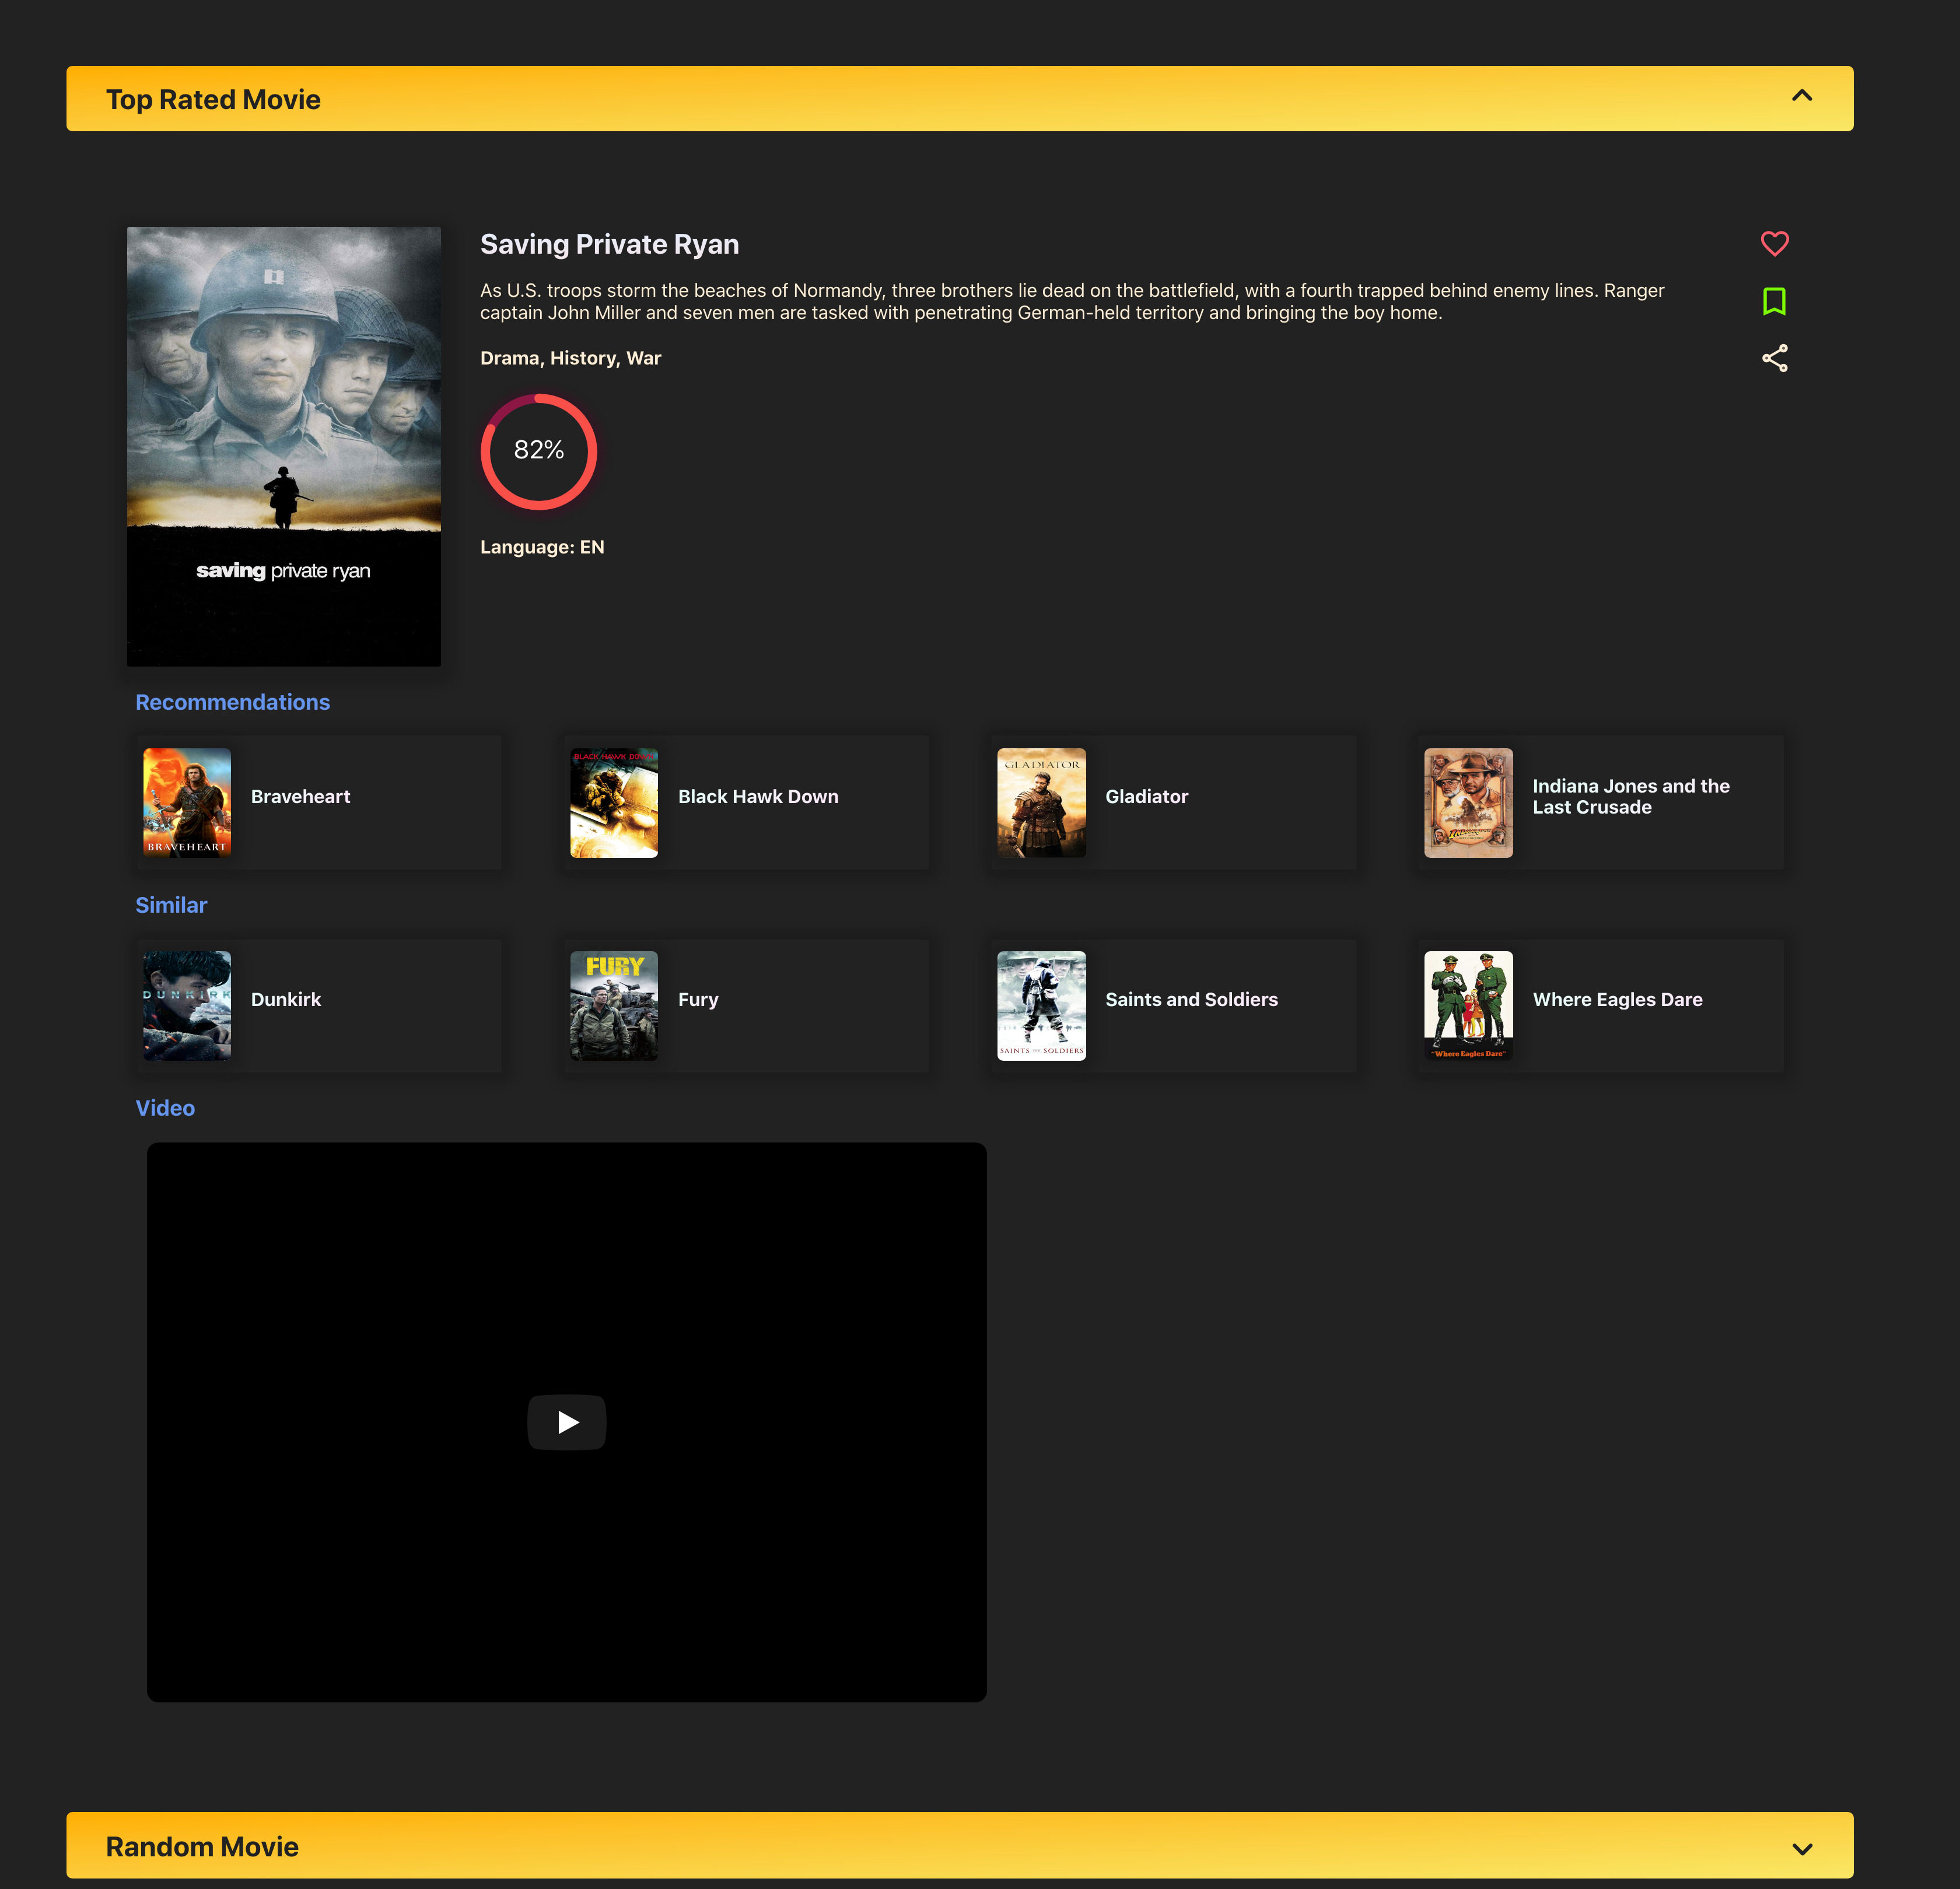 Top Rated Movie
Saving Private Ryan
As U.S. troops storm the beaches of Normandy, three brothers lie dead on the battlefield, with a fourth trapped behind enemy lines. Ranger
captain John Miller and seven men are tasked with penetrating German-held territory and bringing the boy home.
Drama, History, War
82%
Language: EN
saving private ryan
Recommendations
BRAVEHEART
Braveheart
BLACK HAWK DOWN
Black Hawk Down
GLADIATOR
Gladiator
Indiana Jones and the
Last Crusade
Similar
DUNKIRK
Dunkirk
FURY
Fury
SAINTS AND SOLDIERS
Saints and Soldiers
"Where Eagles Dare"
Where Eagles Dare
Video
Random Movie